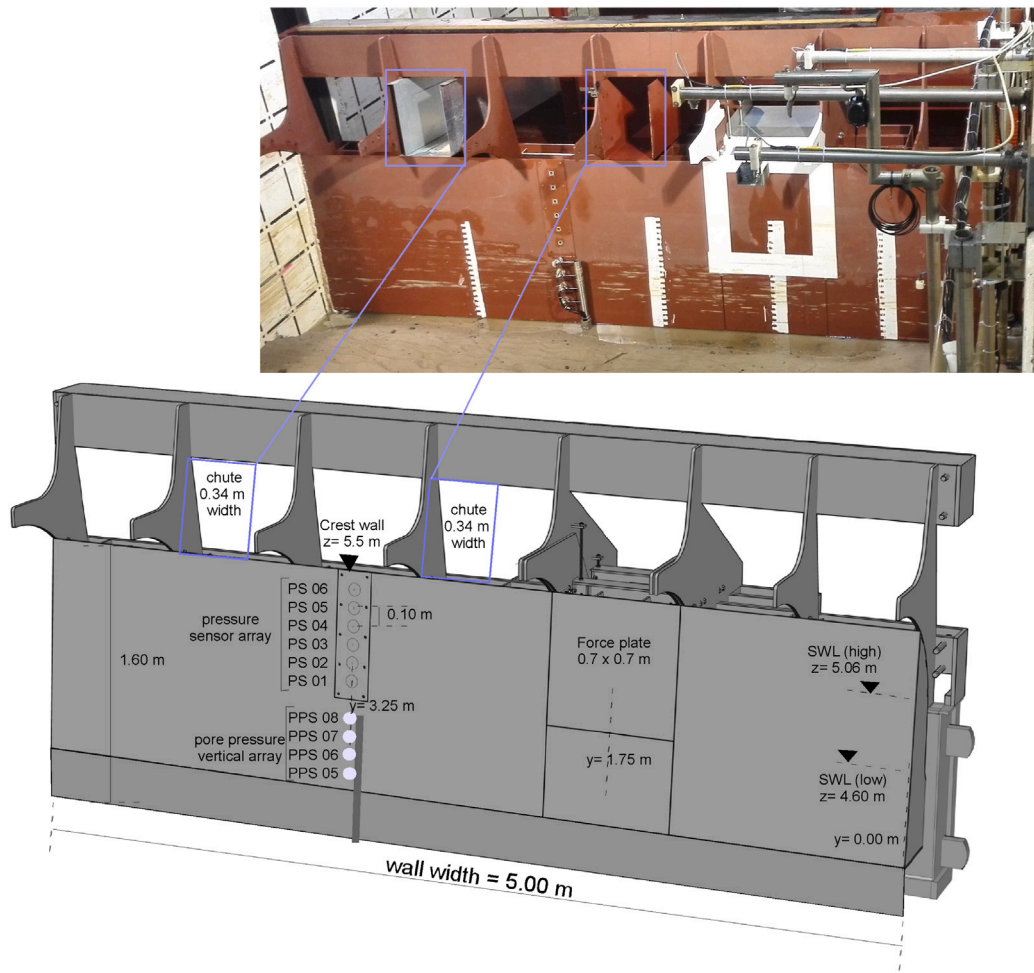 chute
0.34 m
width
chute
0.34 m
width
Crest wall
z= 5.5 m
PS 06
PS 05
PS 04
PS 03
PS 02
PS 01
pressure
sensor array
0.10 m
1.60 m
y= 3.25 m
PPS 08
PPS 07
PPS 06
PPS 05
pore pressure
vertical array
Force plate
0.7 x 0.7 m
y= 1.75 m
SWL (high)
z= 5.06 m
SWL (low)
z= 4.60 m
y= 0.00 m
wall width = 5.00 m